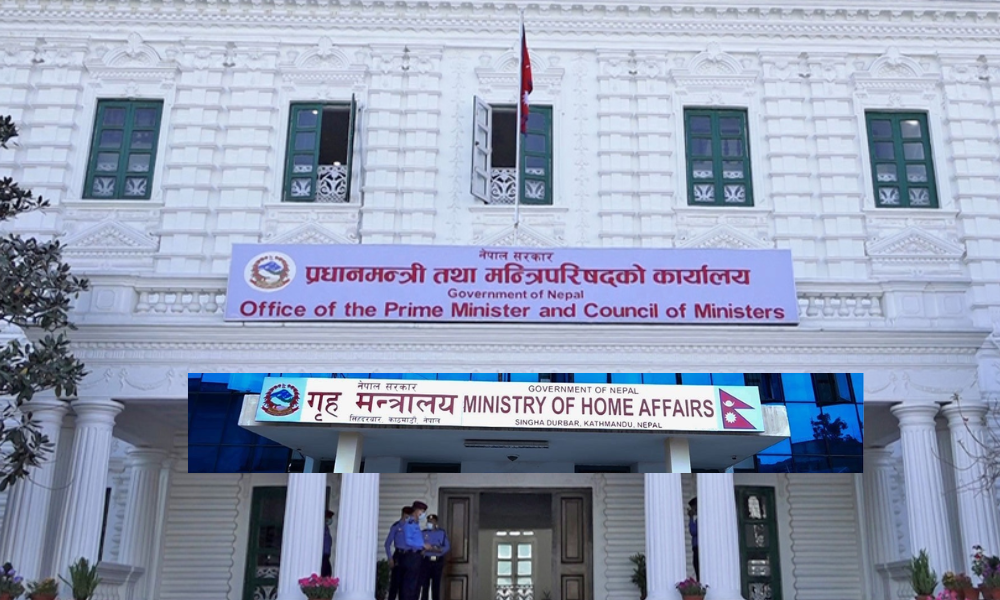 नेपाल सरकार
प्रधानमन्त्री तथा मन्त्रिपरिषद्को कार्यालय
Government of Nepal
Office of the Prime Minister and Council of Ministers
नेपाल सरकार
गृह मन्त्रालय
सिंहदरबार, काठमाडौं, नेपाल
GOVERNMENT OF NEPAL
MINISTRY OF HOME AFFAIRS
SINGHA DURBAR, KATHMANDU, NEPAL